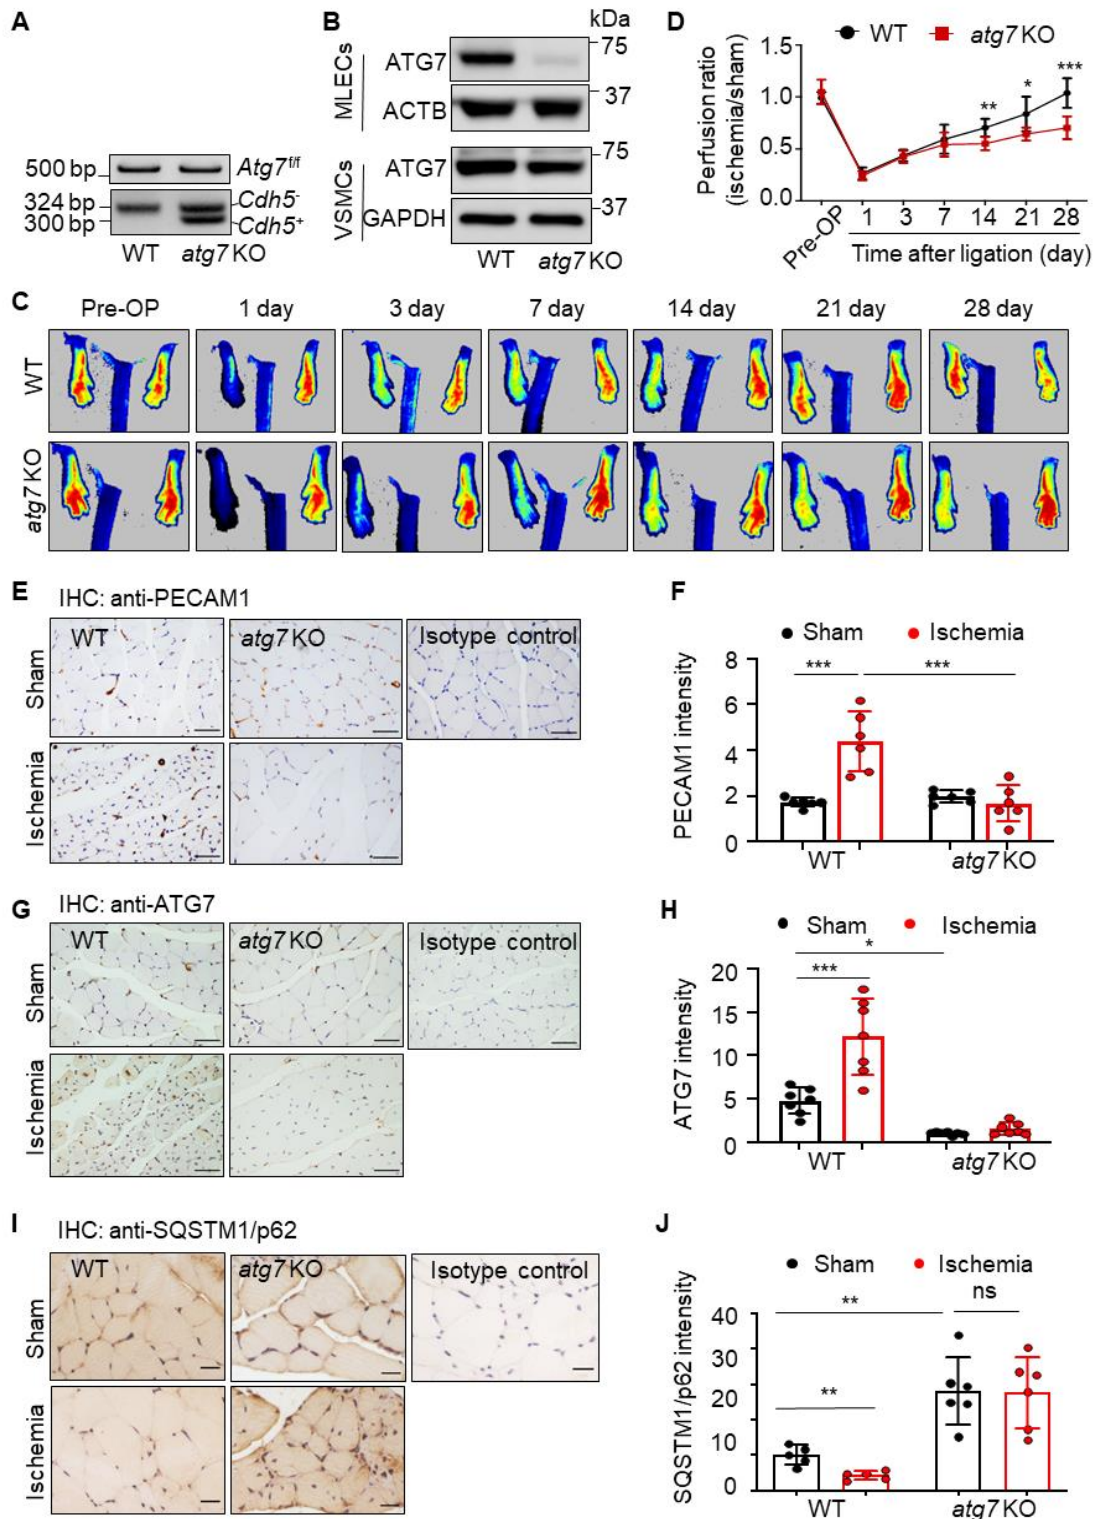 A
500 bp
Atg7f/f
324 bp
Cdh5-
300 bp
Cdh5+
WT atg7 KO
B
kDa
MLECs
ATG7
75
ACTB
37
VSMCs
ATG7
75
GAPDH
37
WT atg7 KO
D
WT atg7 KO
Perfusion ratio
(ischemia/sham)
1.5
1.0
0.5
0.0
** * ***
Pre-OP 1 3 7 14 21 28
Time after ligation (day)
C
Pre-OP 1 day 3 day 7 day 14 day 21 day 28 day
WT
atg7 KO
E
IHC: anti-PECAM1
WT atg7 KO Isotype control
Sham
Ischemia
F
Sham Ischemia
PECAM1 intensity
8
6
4
2
0
*** ***
WT atg7 KO
G
IHC: anti-ATG7
WT atg7 KO Isotype control
Sham
Ischemia
H
Sham Ischemia
ATG7 intensity
20
15
10
5
0
*
***
WT atg7 KO
I
IHC: anti-SQSTM1/p62
WT atg7 KO Isotype control
Sham
Ischemia
J
Sham Ischemia
ns
SQSTM1/p62 intensity
40
30
20
10
0
**
**
WT atg7 KO